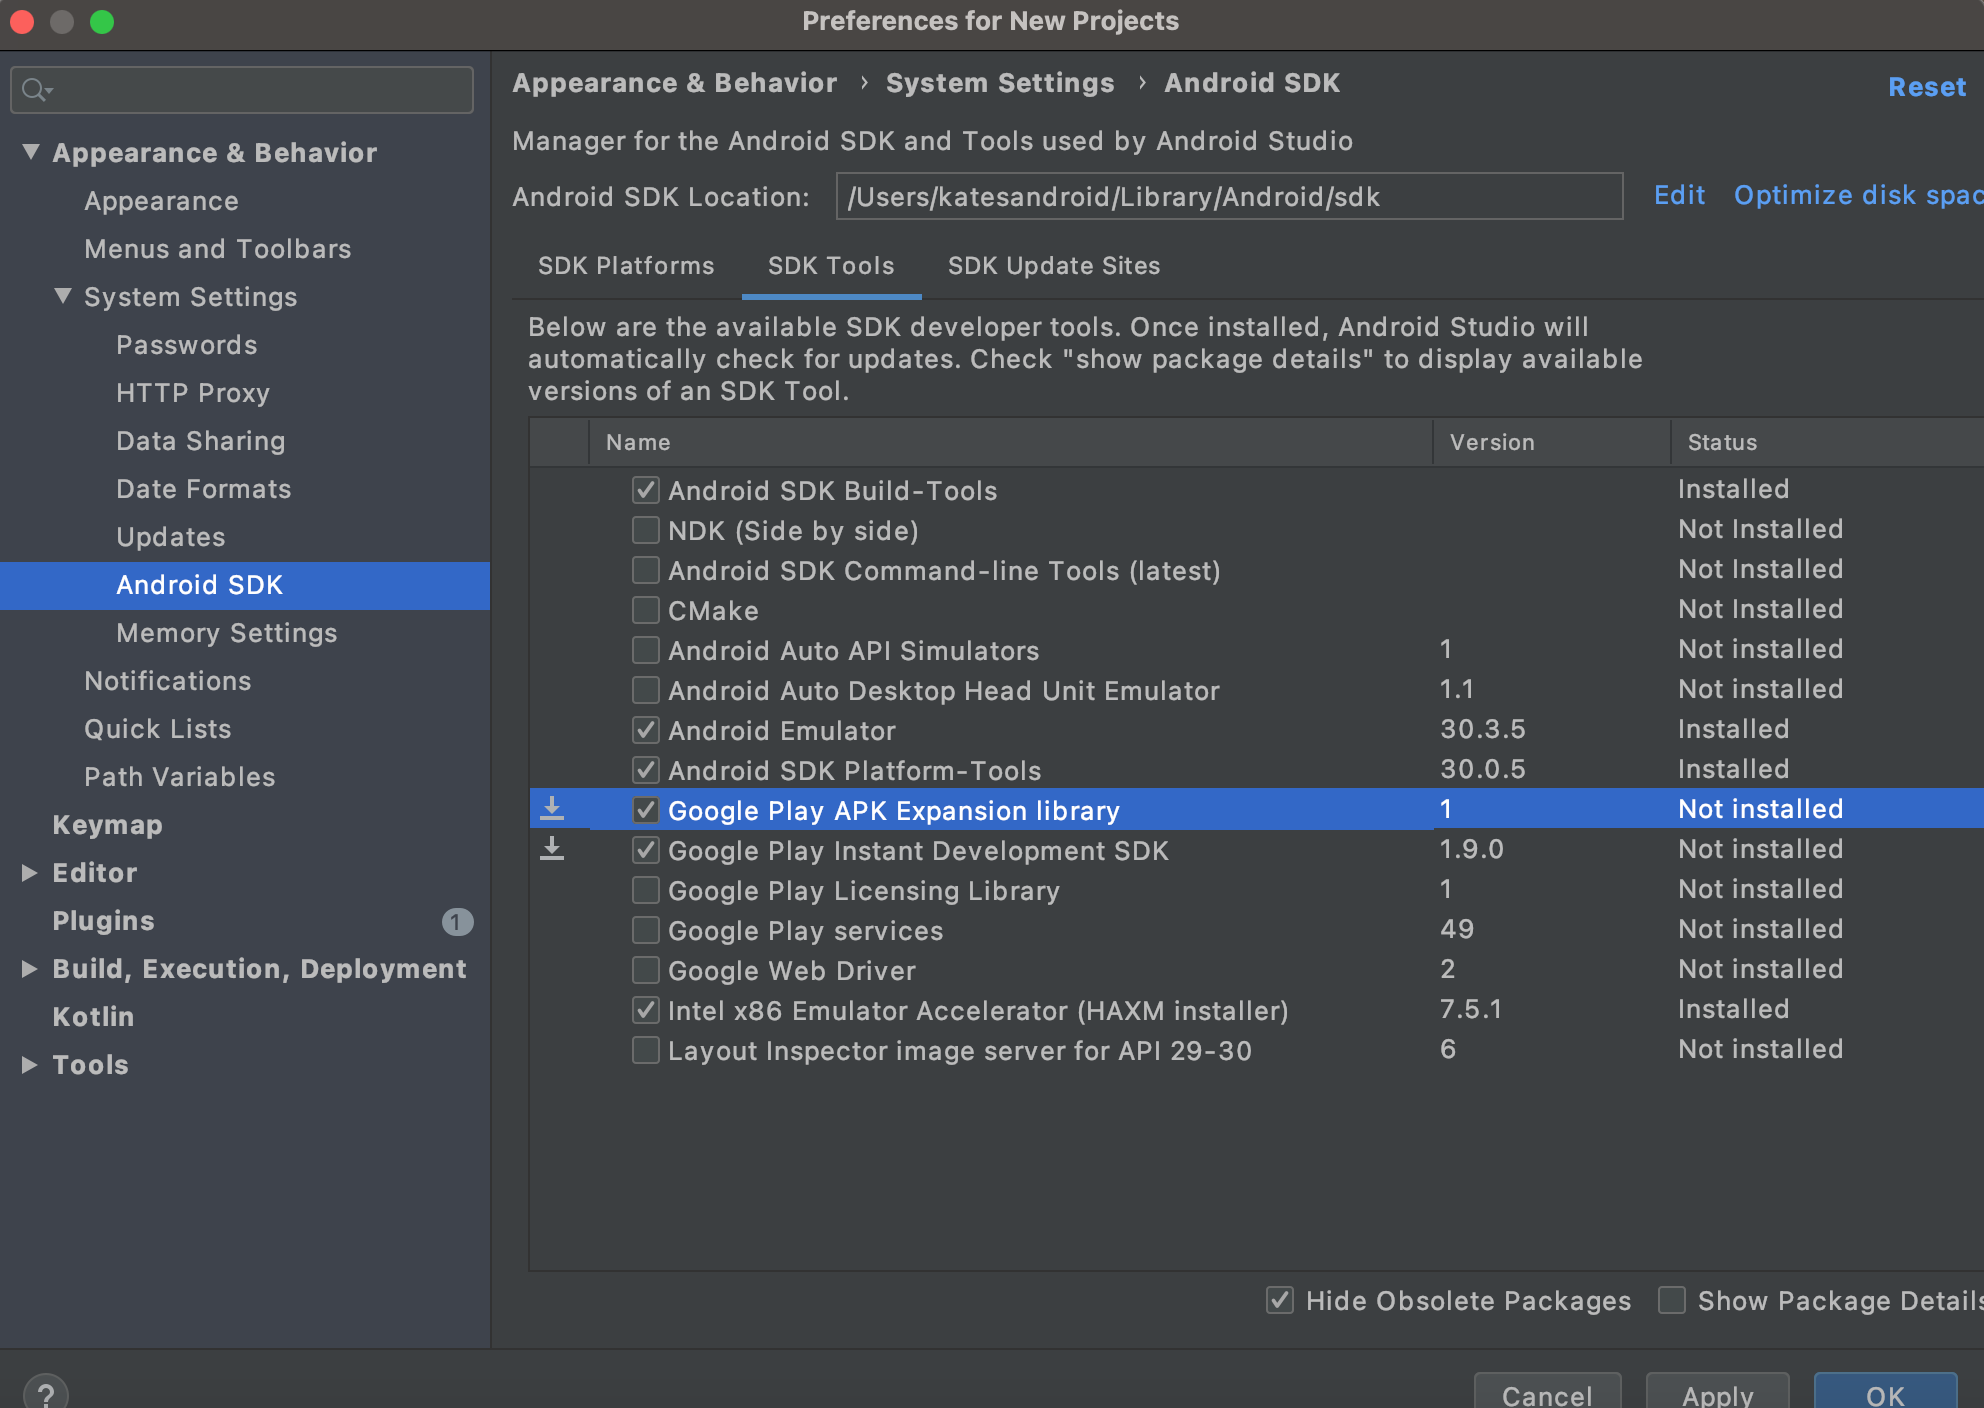 Preferences for New Projects
Appearance & Behavior
Appearance
Menus and Toolbars
System Settings
Passwords
HTTP Proxy
Data Sharing
Date Formats
Updates
Android SDK
Memory Settings
Notifications
Quick Lists
Path Variables
Keymap
Editor
Plugins 1
Build, Execution, Deployment
Kotlin
Tools
Appearance & Behavior › System Settings › Android SDK Reset
Manager for the Android SDK and Tools used by Android Studio
Android SDK Location: /Users/katesandroid/Library/Android/sdk Edit Optimize disk spac
SDK Platforms SDK Tools SDK Update Sites
Below are the available SDK developer tools. Once installed, Android Studio will
automatically check for updates. Check "show package details" to display available
versions of an SDK Tool.
Name Version Status
Android SDK Build-Tools Installed
NDK (Side by side) Not Installed
Android SDK Command-line Tools (latest) Not Installed
CMake Not Installed
Android Auto API Simulators 1 Not installed
Android Auto Desktop Head Unit Emulator 1.1 Not installed
Android Emulator 30.3.5 Installed
Android SDK Platform-Tools 30.0.5 Installed
Google Play APK Expansion library 1 Not installed
Google Play Instant Development SDK 1.9.0 Not installed
Google Play Licensing Library 1 Not installed
Google Play services 49 Not installed
Google Web Driver 2 Not installed
Intel x86 Emulator Accelerator (HAXM installer) 7.5.1 Installed
Layout Inspector image server for API 29-30 6 Not installed
Hide Obsolete Packages Show Package Details
? Cancel Apply OK